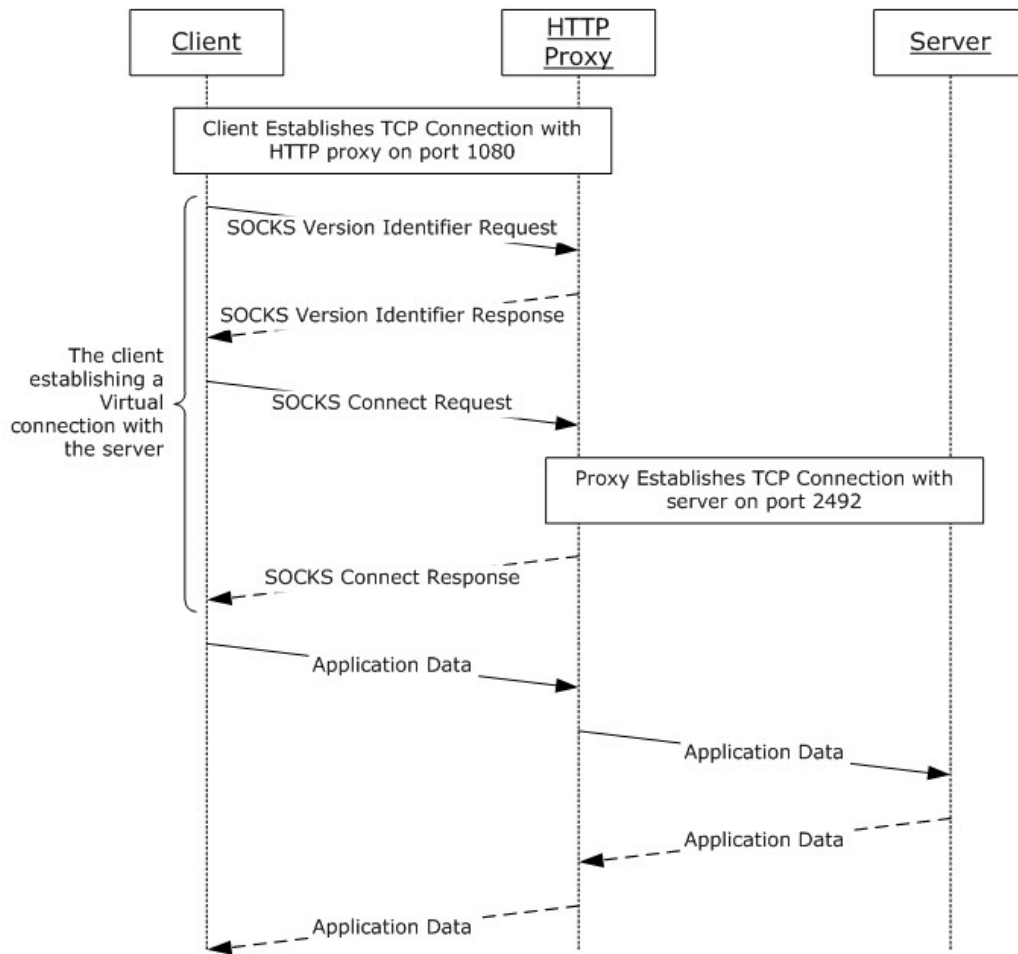 Client
HTTP
Proxy
Server
Client Establishes TCP Connection with
HTTP proxy on port 1080
SOCKS Version Identifier Request
SOCKS Version Identifier Response
The client
establishing a
Virtual
connection with
the server
SOCKS Connect Request
Proxy Establishes TCP Connection with
server on port 2492
SOCKS Connect Response
Application Data
Application Data
Application Data
Application Data